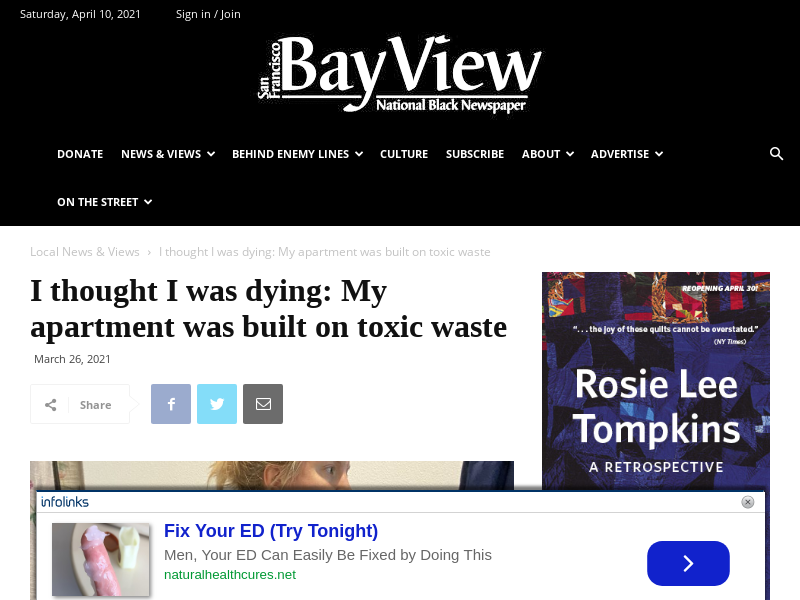 Saturday, April 10, 2021
Sign in / Join
San Francisco
BayView
National Black Newspaper
DONATE
NEWS & VIEWS
BEHIND ENEMY LINES
CULTURE
SUBSCRIBE
ABOUT
ADVERTISE
ON THE STREET
Local News & Views › I thought I was dying: My apartment was built on toxic waste
I thought I was dying: My
apartment was built on toxic waste
March 26, 2021
Share
REOPENING APRIL 30!
“. . . the joy of these quilts cannot be overstated.”
(NY Times)
Rosie Lee
Tompkins
A RETROSPECTIVE
infolinks
Fix Your ED (Try Tonight)
Men, Your ED Can Easily Be Fixed by Doing This
naturalhealthcures.net